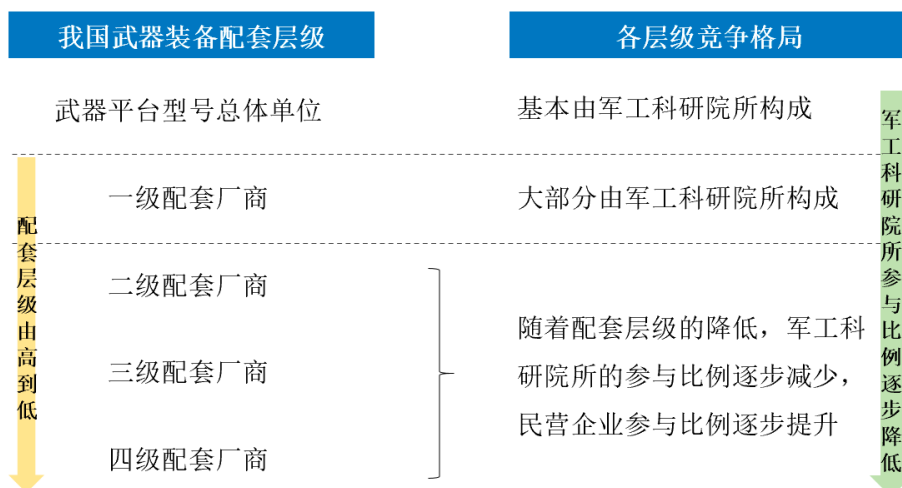 我国武器装备配套层级
各层级竞争格局
武器平台型号总体单位
基本由军工科研院所构成
一级配套厂商
大部分由军工科研院所构成
二级配套厂商
三级配套厂商
四级配套厂商
随着配套层级的降低，军工科
研院所的参与比例逐步减少，
民营企业参与比例逐步提升
配套层级由高到低
军工科研院所参与比例逐步降低